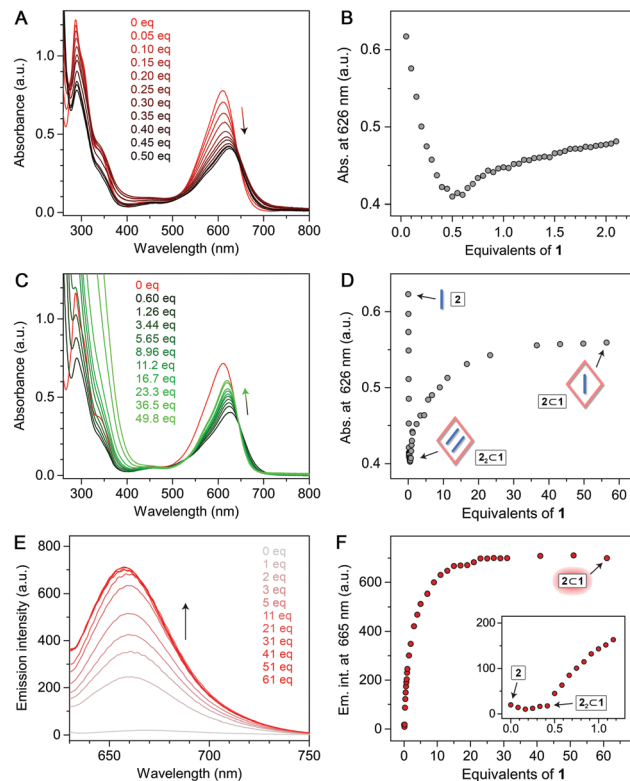 A
1.0
0.5
0.0
Absorbance (a.u.)
300 400 500 600 700 800
Wavelength (nm)
0 eq
0.05 eq
0.10 eq
0.15 eq
0.20 eq
0.25 eq
0.30 eq
0.35 eq
0.40 eq
0.45 eq
0.50 eq
B
0.6
0.5
0.4
Abs. at 626 nm (a.u.)
0.0 0.5 1.0 1.5 2.0
Equivalents of 1
C
1.0
0.5
0.0
Absorbance (a.u.)
300 400 500 600 700 800
Wavelength (nm)
0 eq
0.60 eq
1.26 eq
3.44 eq
5.65 eq
8.96 eq
11.2 eq
16.7 eq
23.3 eq
36.5 eq
49.8 eq
D
0.6
0.5
0.4
Abs. at 626 nm (a.u.)
2
2⊂1
2₂⊂1
0 10 20 30 40 50 60
Equivalents of 1
E
800
600
400
200
0
Emission intensity (a.u.)
650 700 750
Wavelength (nm)
0 eq
1 eq
2 eq
3 eq
5 eq
11 eq
21 eq
31 eq
41 eq
51 eq
61 eq
F
600
400
200
0
Em. int. at 665 nm (a.u.)
2⊂1
200
100
0
2
2₂⊂1
0.0 0.5 1.0
0 10 20 30 40 50 60
Equivalents of 1